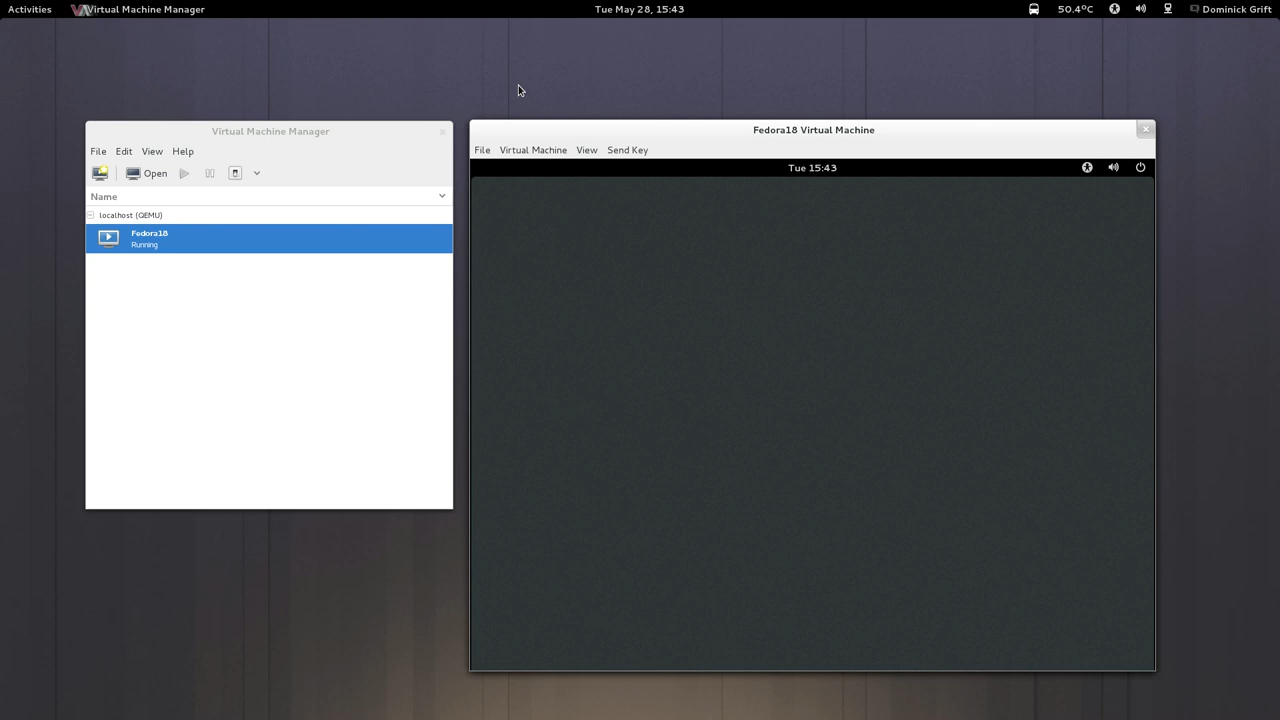 Activities Virtual Machine Manager Tue May 28, 15:43 50.4ºC Dominick Grift
Virtual Machine Manager
File Edit View Help
Open
Name
localhost (QEMU)
Fedora18
Running
Fedora18 Virtual Machine
File Virtual Machine View Send Key
Tue 15:43